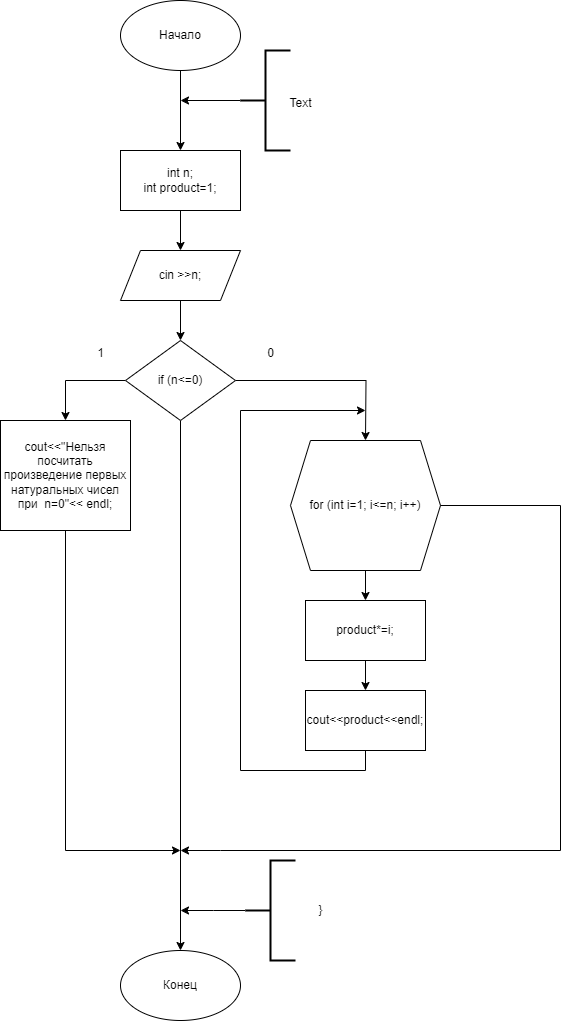 Начало
Text
int n;
int product=1;
cin >>n;
1
0
if (n<=0)
cout<<"Нельзя
посчитать
произведение первых
натуральных чисел
при n=0"<< endl;
for (int i=1; i<=n; i++)
product*=i;
cout<<product<<endl;
}
Конец